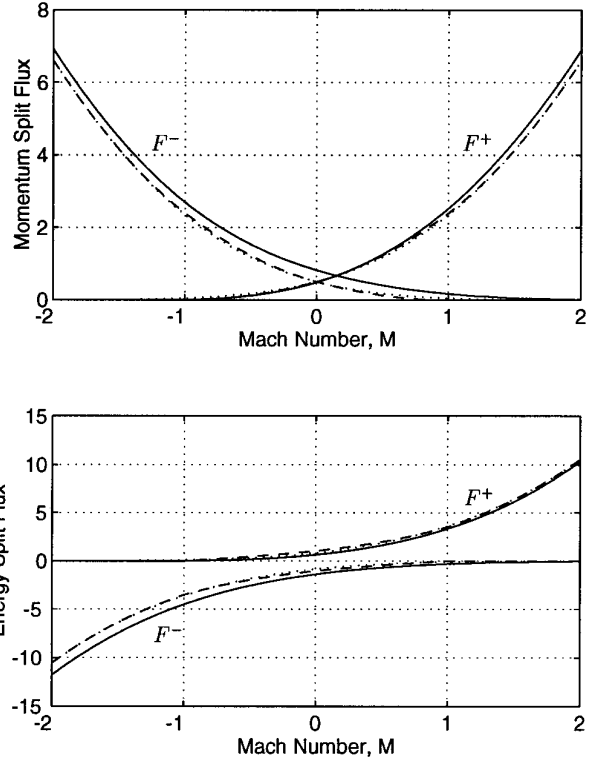 8
6
4
2
0
Momentum Split Flux
F−
F+
-2
-1
0
1
2
Mach Number, M
15
10
5
0
-5
-10
-15
Energy Split Flux
F+
F−
-2
-1
0
1
2
Mach Number, M